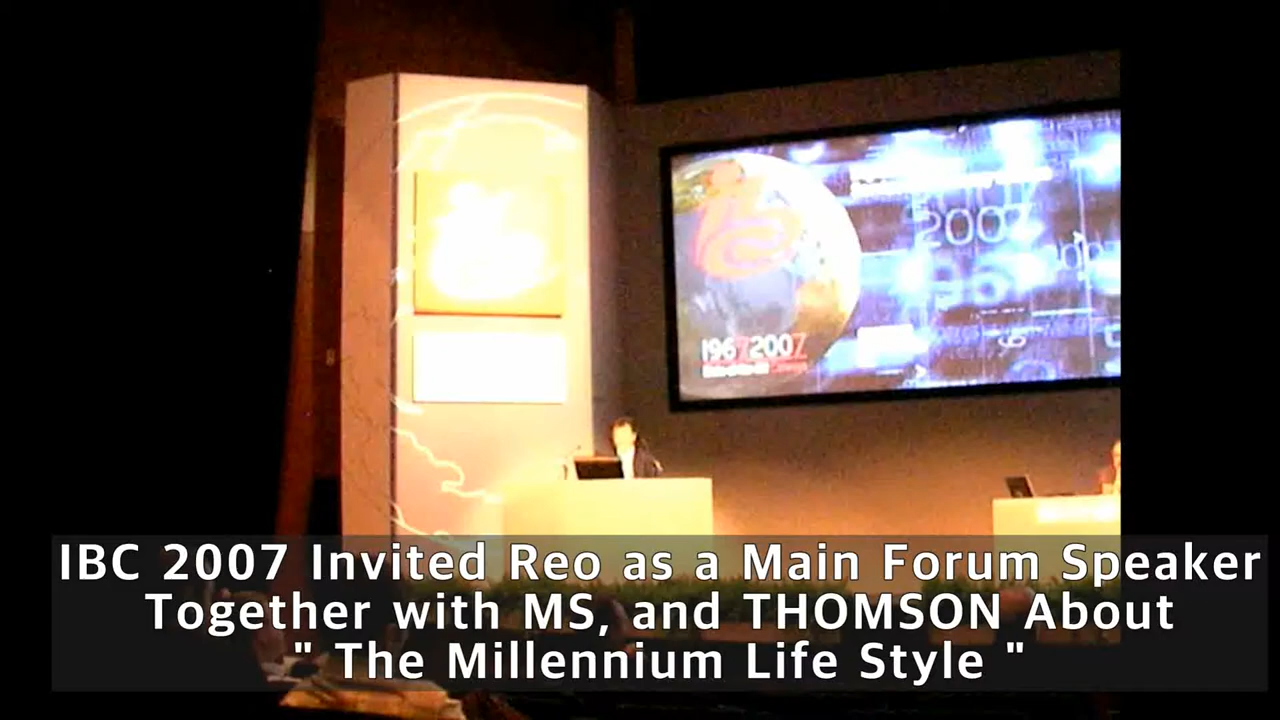 2007
1967
1967 2007
IBC 2007 Invited Reo as a Main Forum Speaker
Together with MS, and THOMSON About
" The Millennium Life Style "